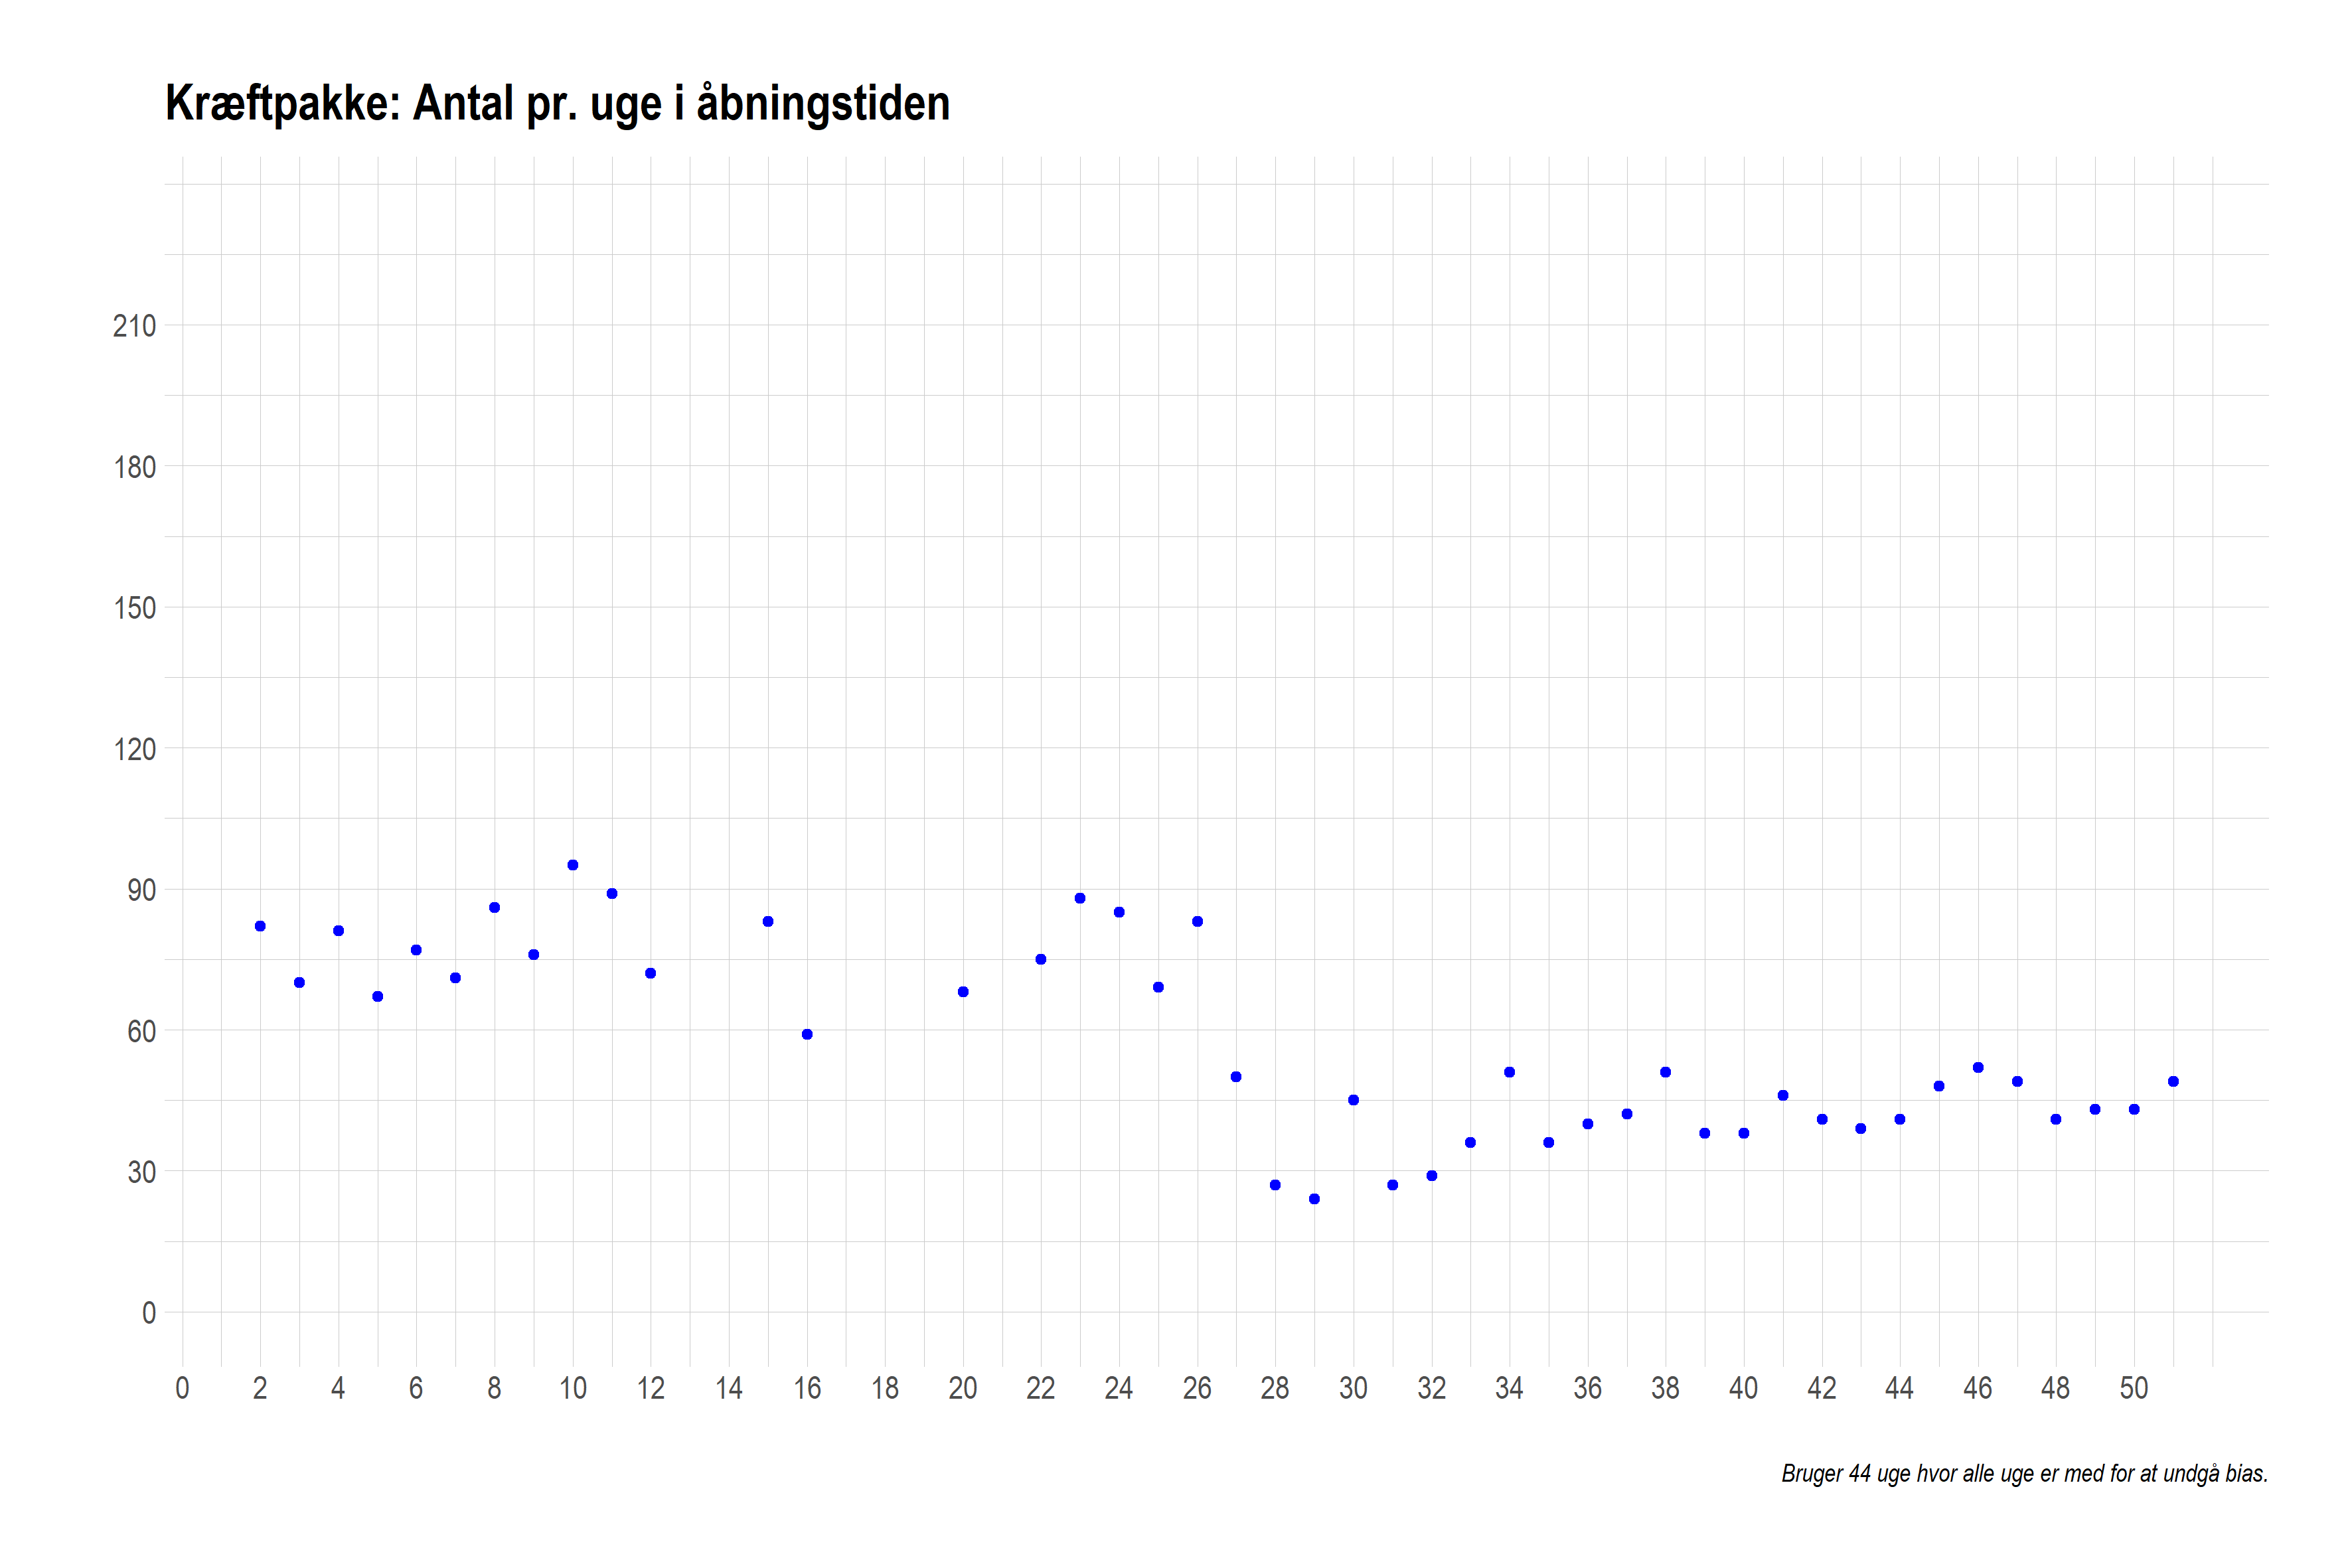 Kræftpakke: Antal pr. uge i åbningstiden
210
180
150
120
90
60
30
0
0 2 4 6 8 10 12 14 16 18 20 22 24 26 28 30 32 34 36 38 40 42 44 46 48 50
Bruger 44 uge hvor alle uge er med for at undgå bias.